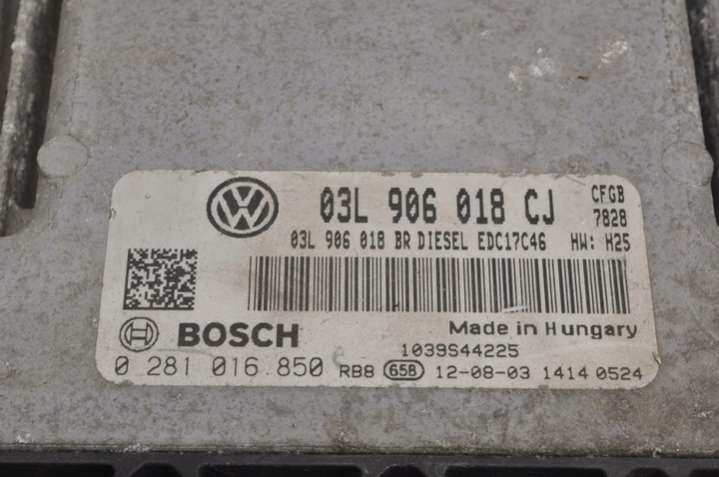 03L 906 018 CJ CFGB
7828
03L 906 018 BR DIESEL EDC17C46 HW: H25
BOSCH
Made in Hungary
1039S44225
0 281 016 850 RB8 658 12-08-03 1414 0524